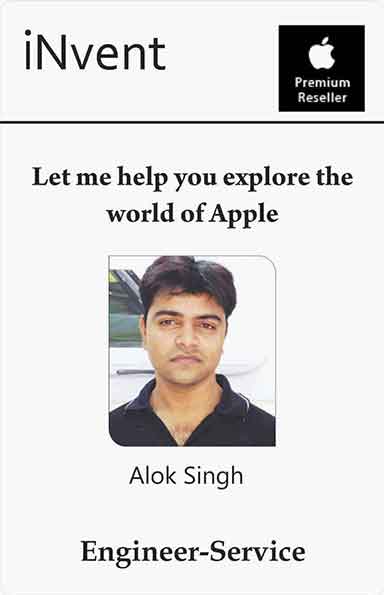 iNvent
Premium
Reseller
Let me help you explore the
world of Apple
Alok Singh
Engineer-Service